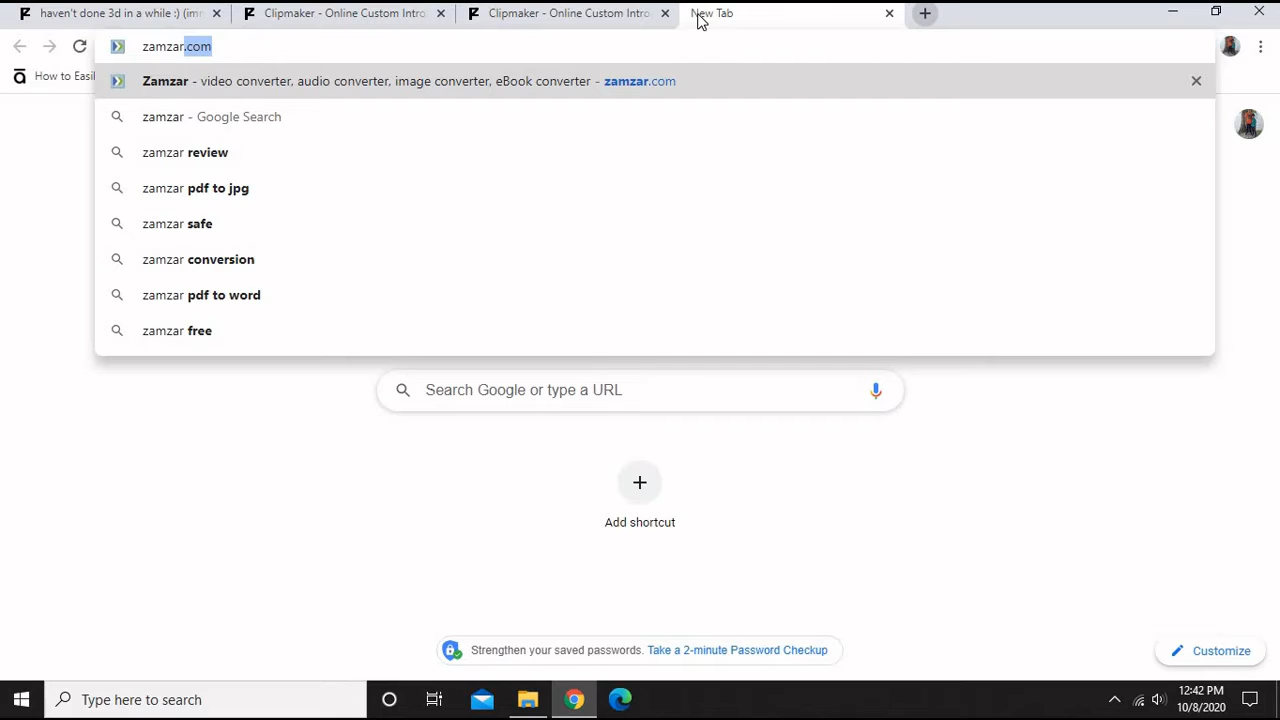 haven't done 3d in a while :) (im
Clipmaker - Online Custom Intro
Clipmaker - Online Custom Intro
New Tab
zamzar.com
How to Easil
Zamzar - video converter, audio converter, image converter, eBook converter - zamzar.com
zamzar - Google Search
zamzar review
zamzar pdf to jpg
zamzar safe
zamzar conversion
zamzar pdf to word
zamzar free
Search Google or type a URL
Add shortcut
Strengthen your saved passwords. Take a 2-minute Password Checkup
Customize
Type here to search
12:42 PM
10/8/2020